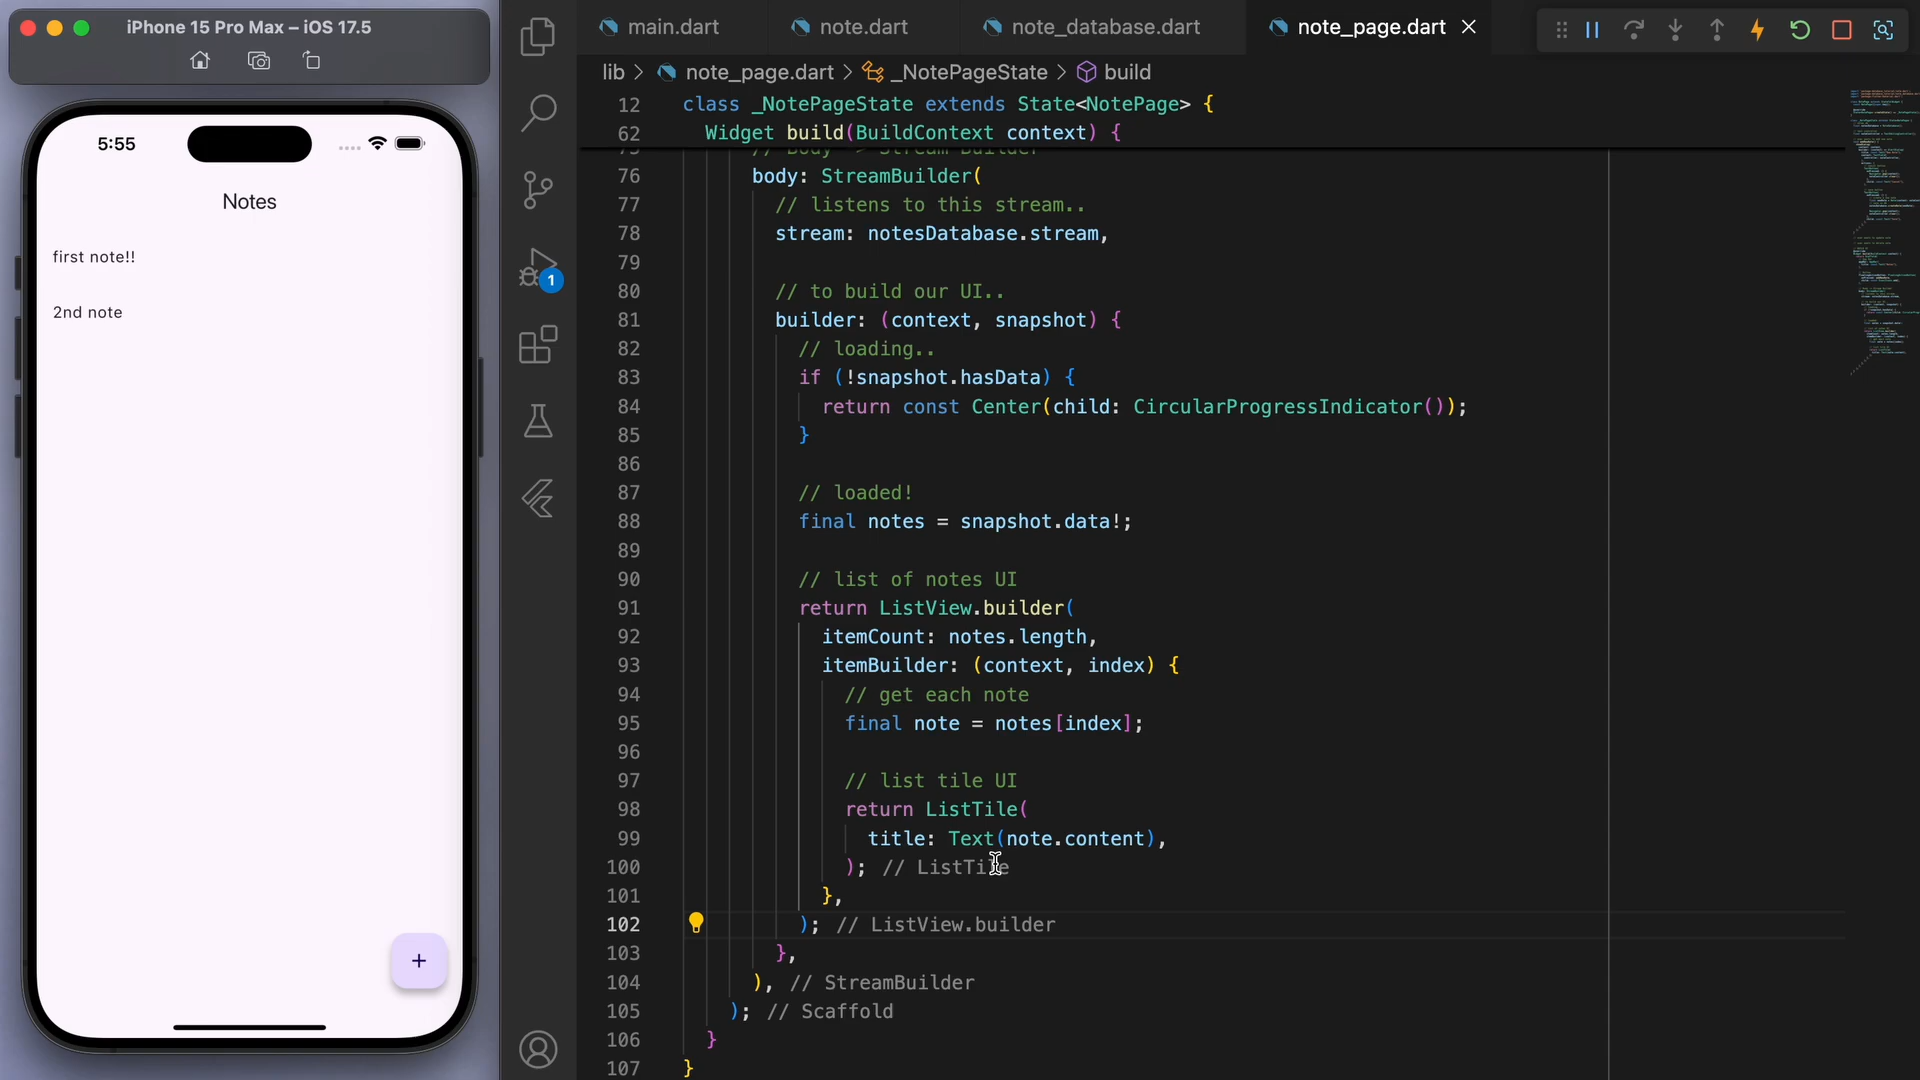 iPhone 15 Pro Max – iOS 17.5
5:55
Notes
first note!!
2nd note
+
1
main.dart
note.dart
note_database.dart
note_page.dart
lib > note_page.dart > _NotePageState > build
12 class _NotePageState extends State<NotePage> {
62 Widget build(BuildContext context) {
75 // Body -> Stream Builder
76 body: StreamBuilder(
77 // listens to this stream..
78 stream: notesDatabase.stream,
79
80 // to build our UI..
81 builder: (context, snapshot) {
82 // loading..
83 if (!snapshot.hasData) {
84 return const Center(child: CircularProgressIndicator());
85 }
86
87 // loaded!
88 final notes = snapshot.data!;
89
90 // list of notes UI
91 return ListView.builder(
92 itemCount: notes.length,
93 itemBuilder: (context, index) {
94 // get each note
95 final note = notes[index];
96
97 // list tile UI
98 return ListTile(
99 title: Text(note.content),
100 ); // ListTile
101 },
102 ); // ListView.builder
103 },
104 ), // StreamBuilder
105 ); // Scaffold
106 }
107 }